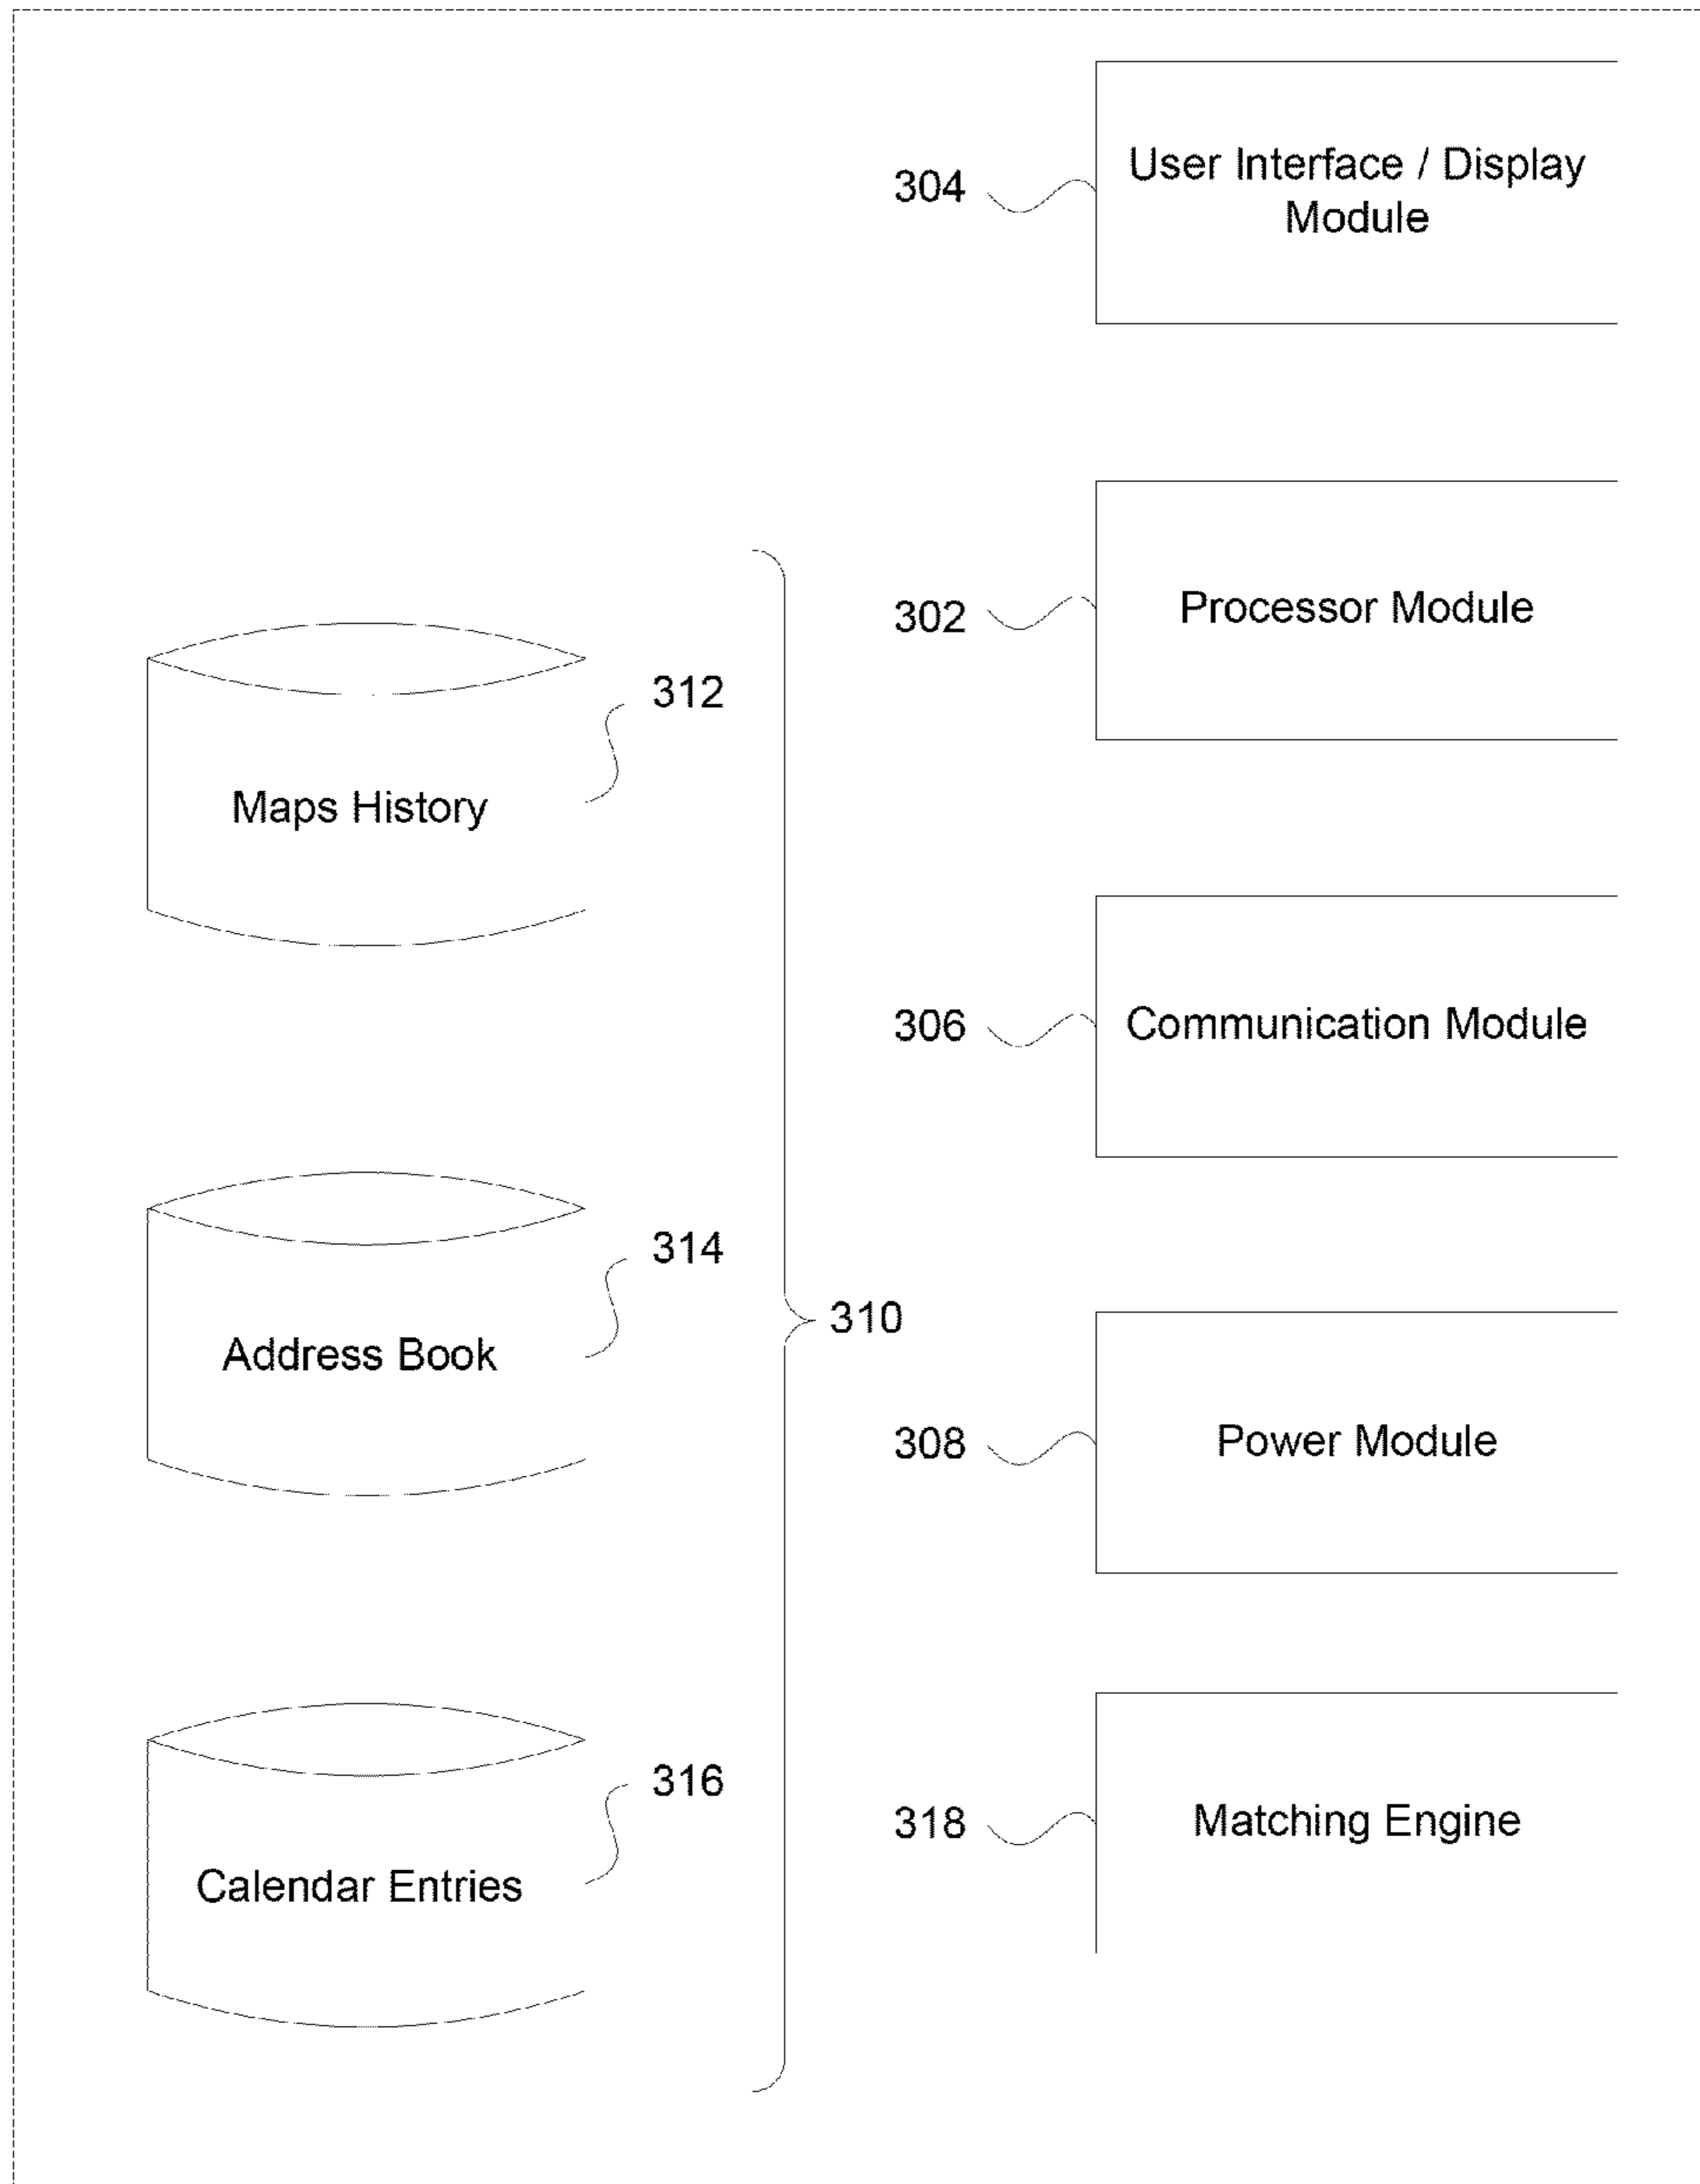 304
User Interface / Display
Module
302
Processor Module
312
Maps History
306
Communication Module
314
Address Book
310
308
Power Module
316
Calendar Entries
318
Matching Engine